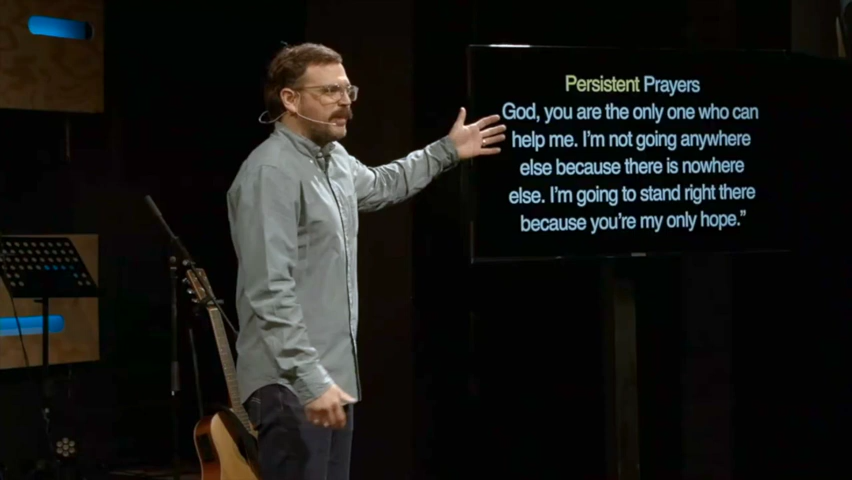 Persistent Prayers
God, you are the only one who can
help me. I'm not going anywhere
else because there is nowhere
else. I'm going to stand right there
because you're my only hope."